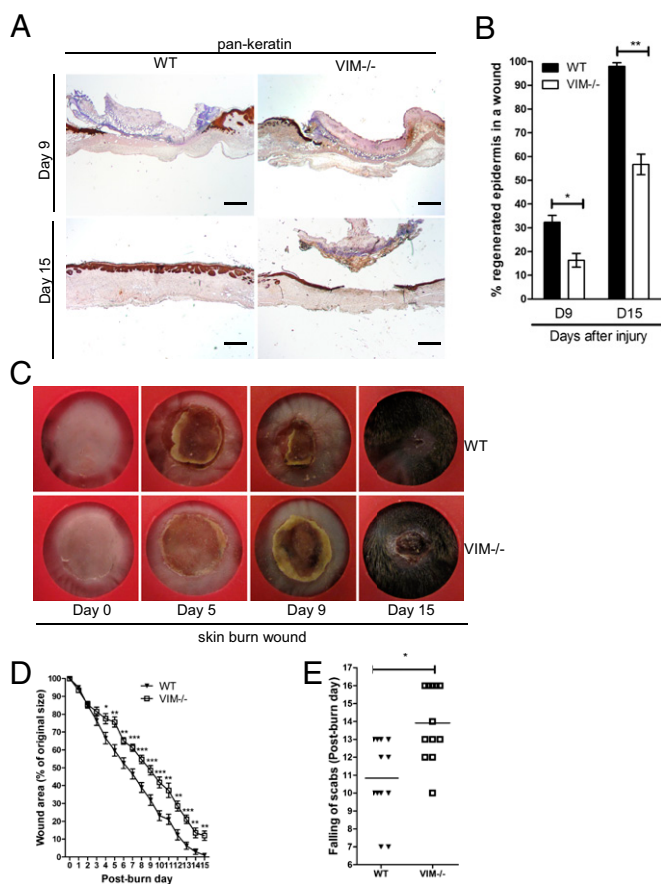 A
pan-keratin
WT
VIM-/-
Day 9
Day 15
B
% regenerated epidermis in a wound
100
90
80
70
60
50
40
30
20
10
0
WT
VIM-/-
*
**
D9
D15
Days after injury
C
WT
VIM-/-
Day 0
Day 5
Day 9
Day 15
skin burn wound
D
Wound area (% of original size)
100
90
80
70
60
50
40
30
20
10
0
WT
VIM-/-
*
**
**
***
***
***
***
**
**
***
**
**
0 1 2 3 4 5 6 7 8 9 10 11 12 13 14 15
Post-burn day
E
Falling of scabs (Post-burn day)
17
16
15
14
13
12
11
10
9
8
7
6
*
WT
VIM-/-